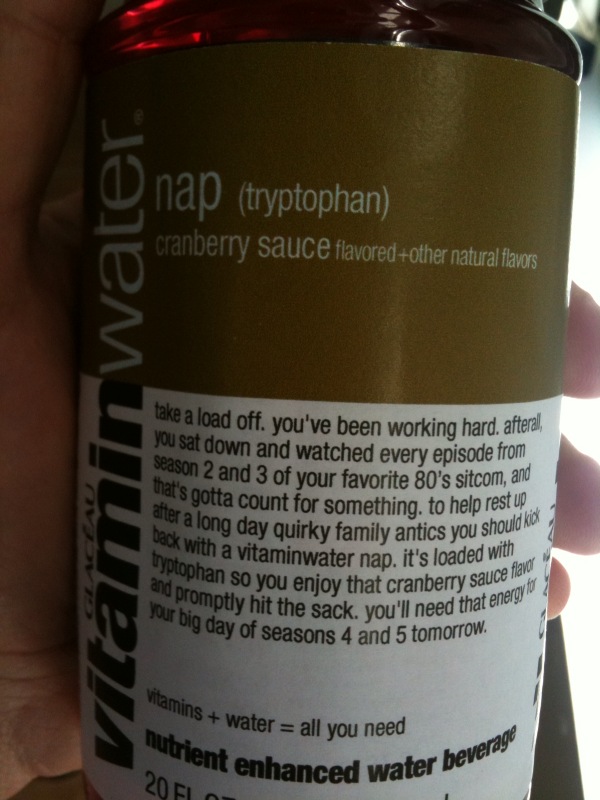 nap (tryptophan)
cranberry sauce flavored+other natural flavors
GLACÉAU
vitaminwater®
take a load off. you've been working hard. afterall,
you sat down and watched every episode from
season 2 and 3 of your favorite 80's sitcom, and
that's gotta count for something. to help rest up
after a long day quirky family antics you should kick
back with a vitaminwater nap. it's loaded with
tryptophan so you enjoy that cranberry sauce flavor
and promptly hit the sack. you'll need that energy for
your big day of seasons 4 and 5 tomorrow.
vitamins + water = all you need
nutrient enhanced water beverage
20 FL